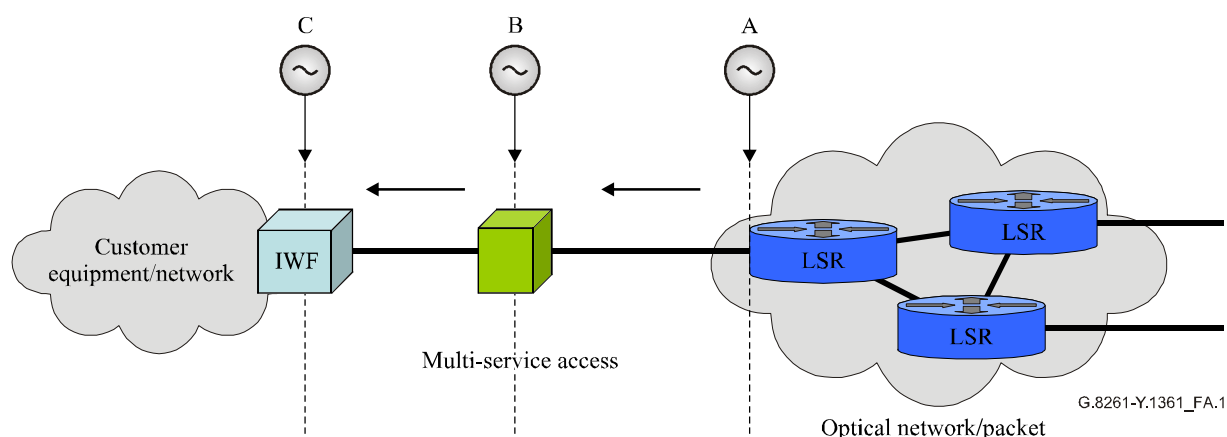 C
B
A
Customer
equipment/network
IWF
LSR
LSR
LSR
Multi-service access
G.8261-Y.1361_FA.1
Optical network/packet